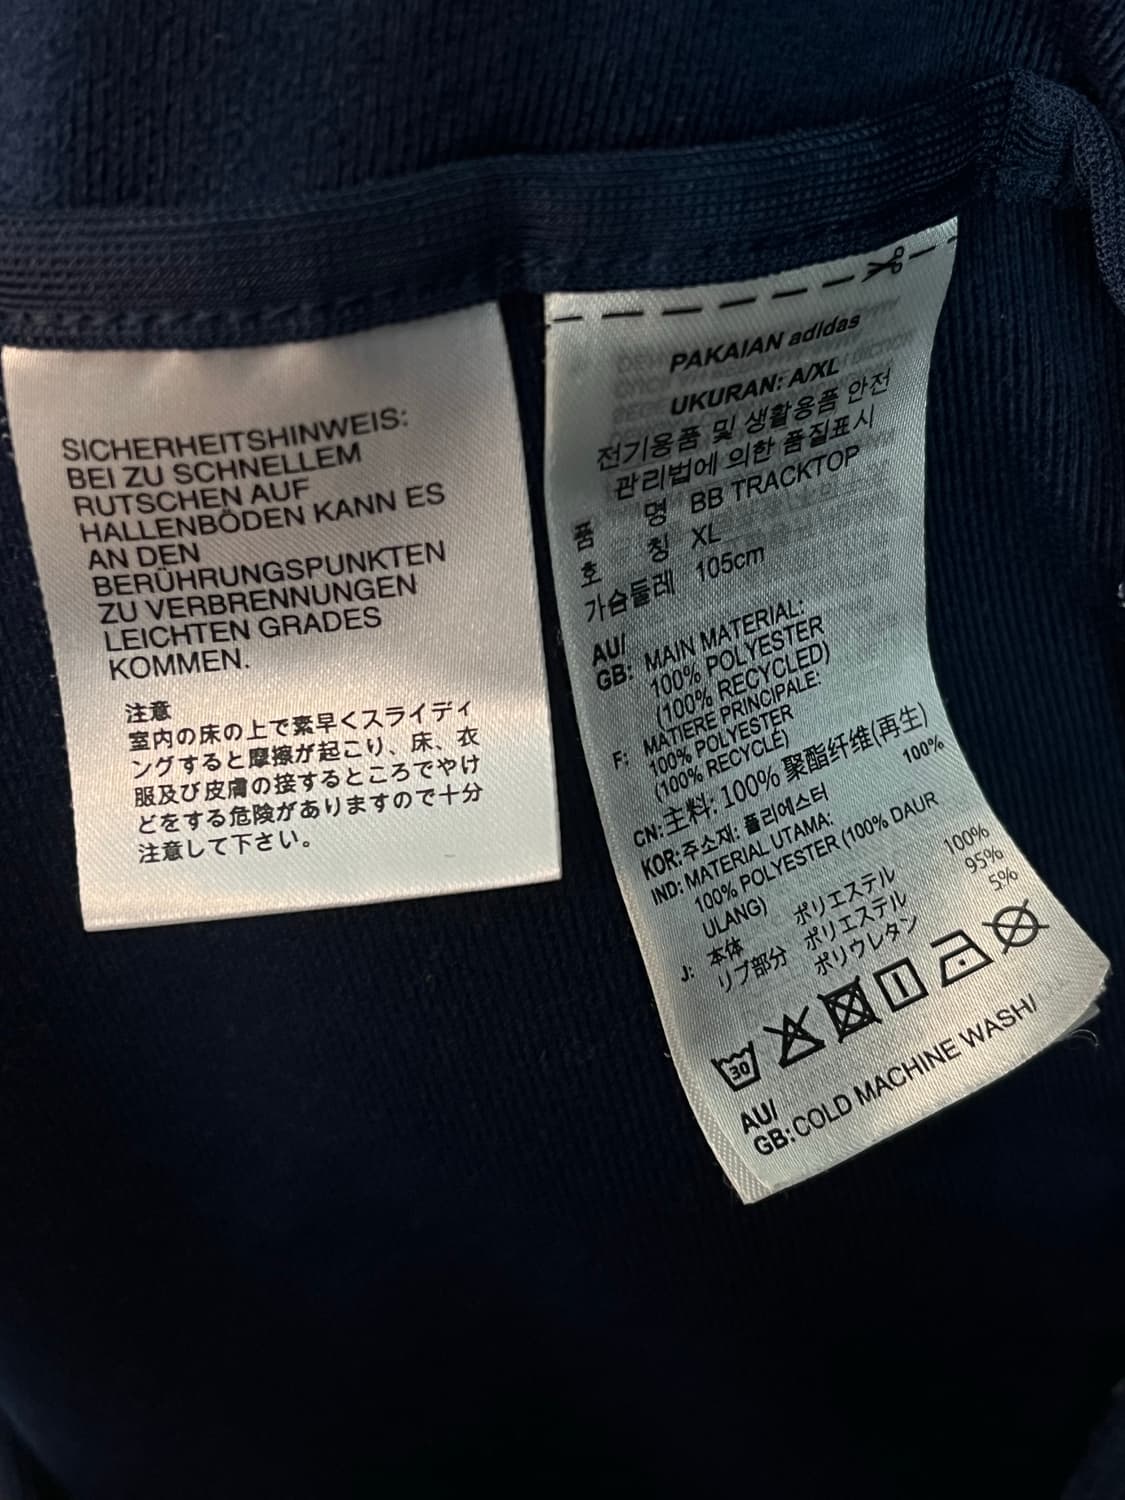 SICHERHEITSHINWEIS:
BEI ZU SCHNELLEM
RUTSCHEN AUF
HALLENBÖDEN KANN ES
AN DEN
BERÜHRUNGSPUNKTEN
ZU VERBRENNUNGEN
LEICHTEN GRADES
KOMMEN.
注意
室内の床の上で素早くスライディ
ングすると摩擦が起こり、床、衣
服及び皮膚の接するところでやけ
どをする危険がありますので十分
注意して下さい。
PAKAIAN adidas
UKURAN: A/XL
전기용품 및 생활용품 안전
관리법에 의한 품질표시
품 명 BB TRACKTOP
호 칭 XL
가슴둘레 105cm
AU/
GB: MAIN MATERIAL:
100% POLYESTER
(100% RECYCLED)
F: MATIERE PRINCIPALE:
100% POLYESTER
(100% RECYCLÉ)
CN: 主料: 100% 聚酯纤维(再生)
KOR: 주소재: 폴리에스터 100%
IND: MATERIAL UTAMA:
100% POLYESTER (100% DAUR
ULANG)
J: 本体 ポリエステル 100%
リブ部分 ポリエステル 95%
ポリウレタン 5%
30
AU/
GB: COLD MACHINE WASH/